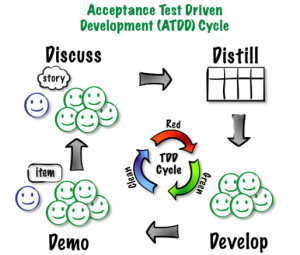 Acceptance Test Driven
Development (ATDD) Cycle
Discuss
Distill
story
Red
TDD
Cycle
Clean
Green
item
Demo
Develop